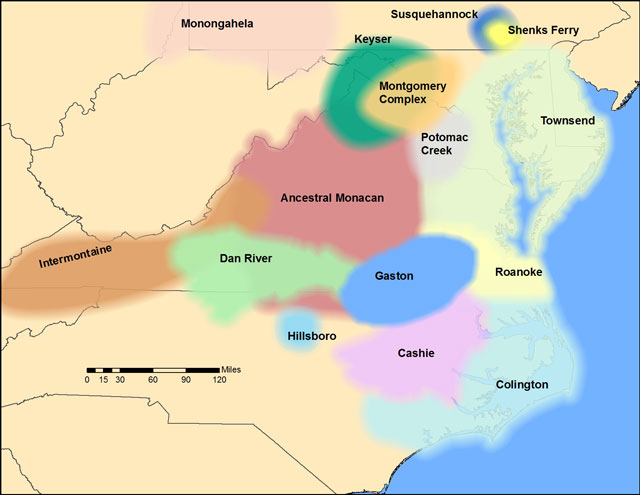 Susquehannock
Monongahela
Shenks Ferry
Keyser
Montgomery
Complex
Townsend
Potomac
Creek
Ancestral Monacan
Intermontaine
Dan River
Gaston
Roanoke
Hillsboro
Cashie
Miles
0 15 30 60 90 120
Colington